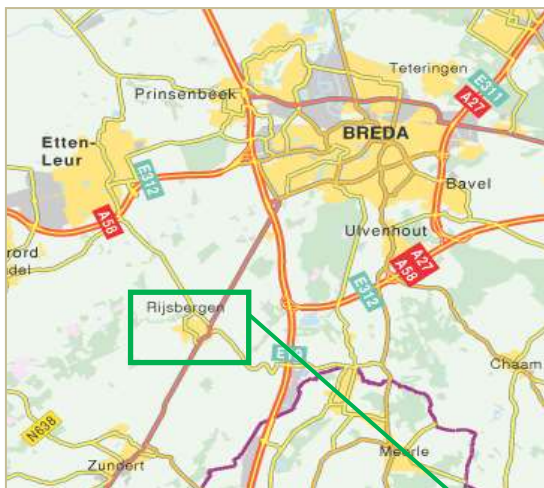 Teteringen
E311
A27
Prinsenbeek
BREDA
Etten-
Leur
E312
Bavel
A58
Ulvenhout
A27
A58
E312
Rijsbergen
Chaam
N638
Zundert
Meerle